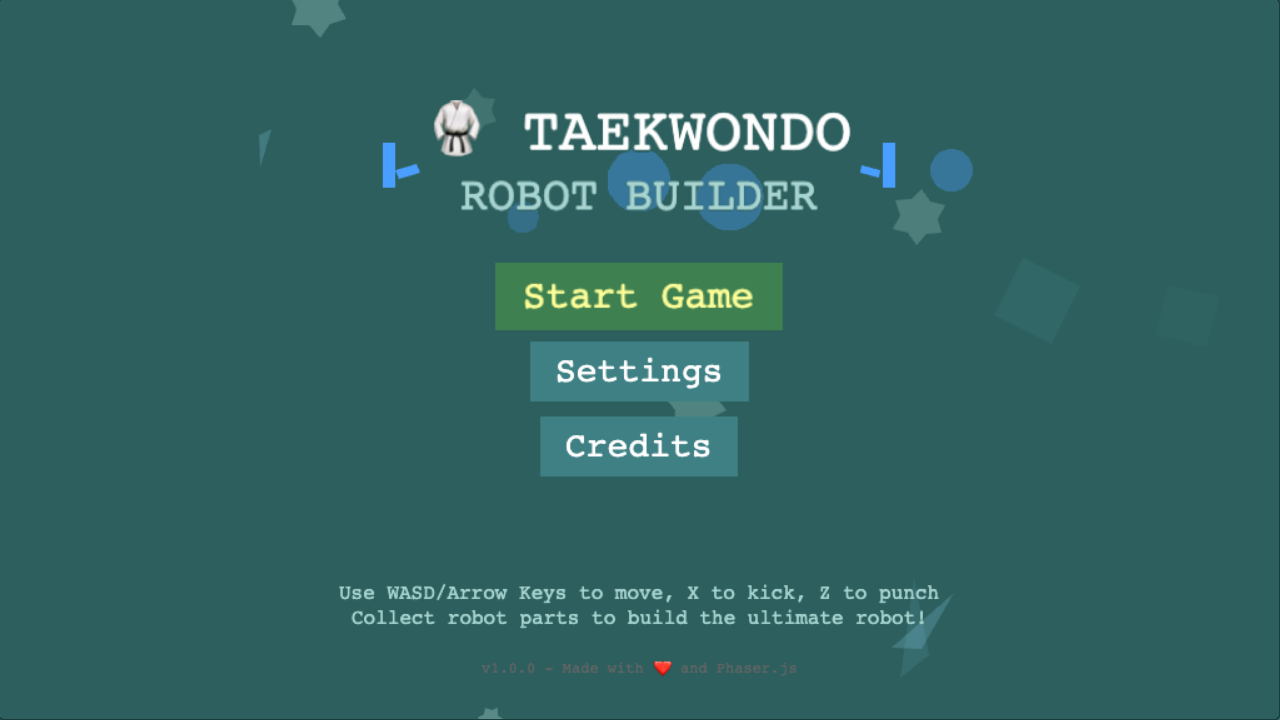 🥋 TAEKWONDO
ROBOT BUILDER
Start Game
Settings
Credits
Use WASD/Arrow Keys to move, X to kick, Z to punch
Collect robot parts to build the ultimate robot!
v1.0.0 - Made with ❤️ and Phaser.js